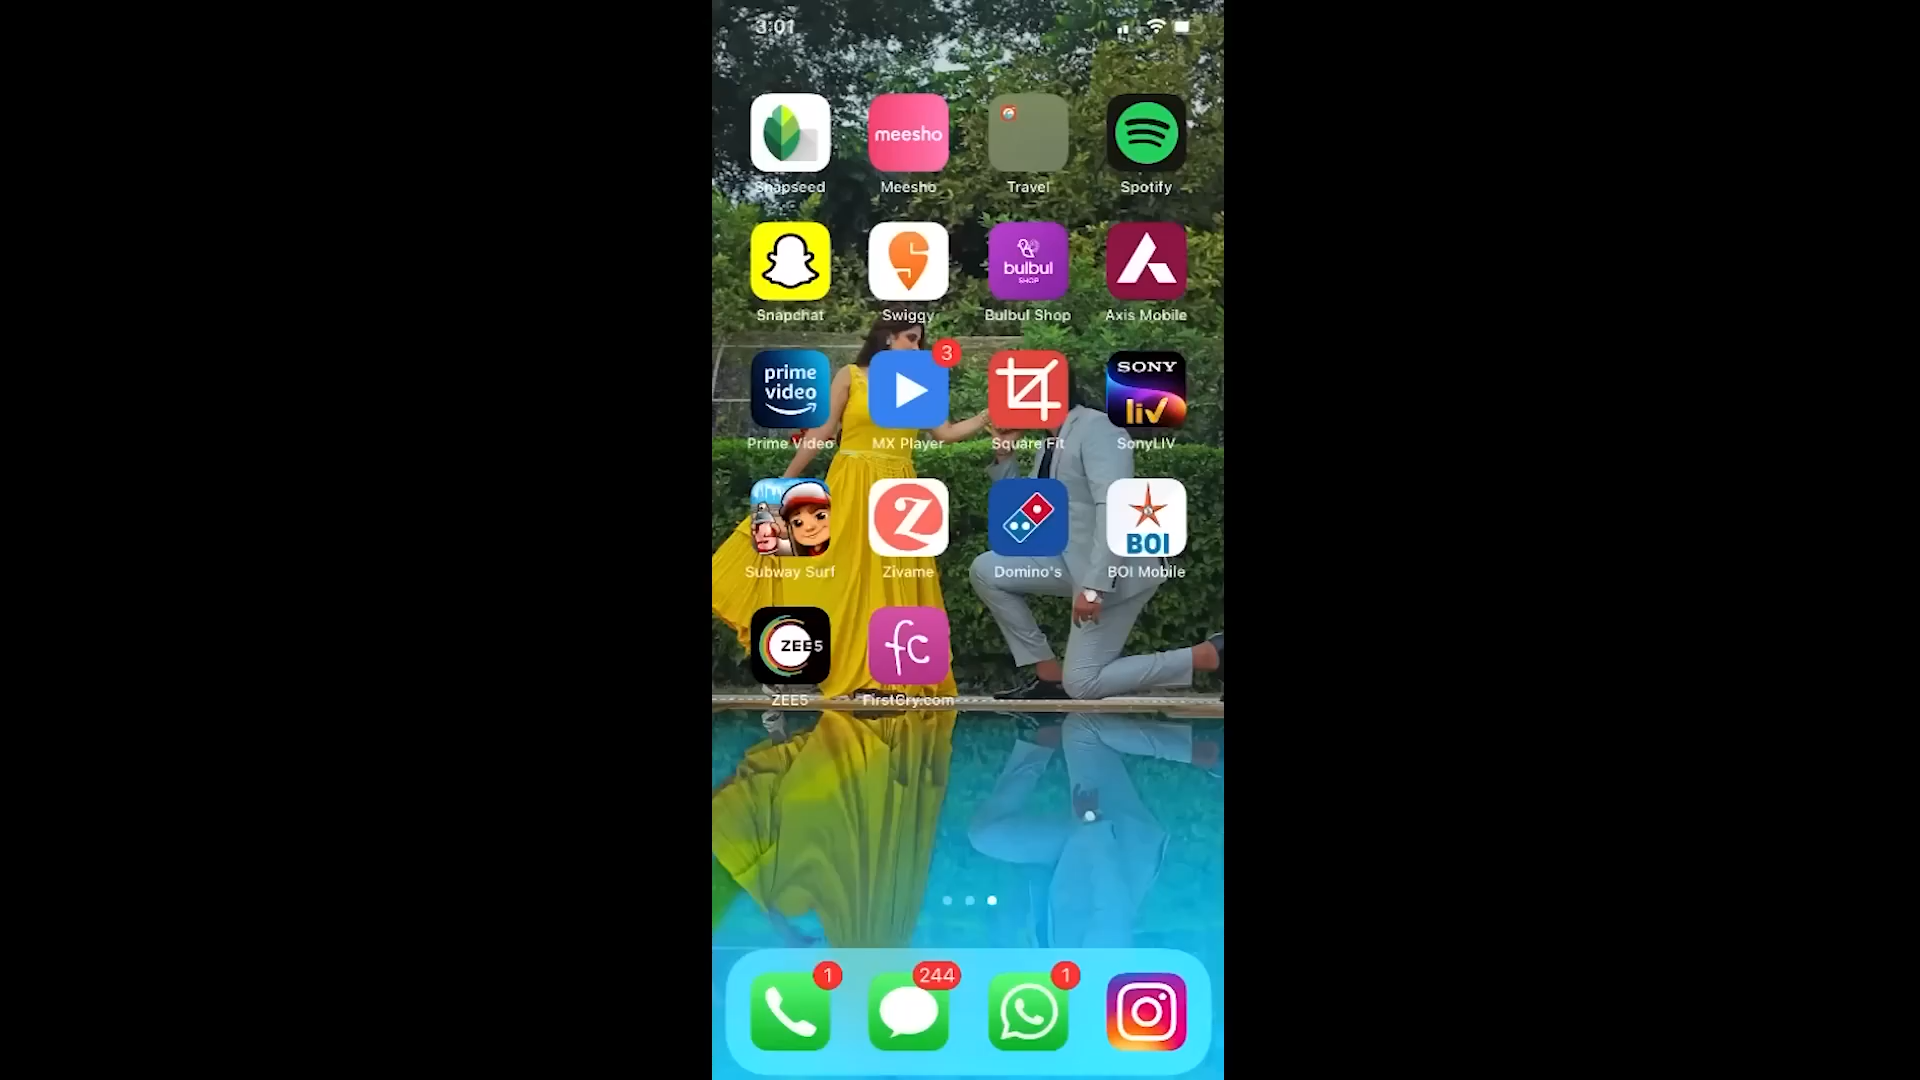 3:01
meesho
Snapseed Meesho Travel Spotify
bulbul
SHOP
Snapchat Swiggy Bulbul Shop Axis Mobile
3
prime
video
SONY
liv
Prime Video MX Player Square Fit SonyLIV
Z
BOI
Subway Surf Zivame Domino's BOI Mobile
ZEE5
fc
ZEE5 FirstCry.com
1 244 1